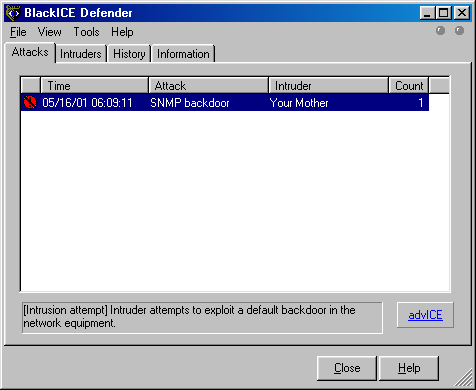 BlackICE Defender
File View Tools Help
Attacks Intruders History Information
Time Attack Intruder Count
05/16/01 06:09:11 SNMP backdoor Your Mother 1
[Intrusion attempt] Intruder attempts to exploit a default backdoor in the
network equipment.
advICE
Close Help